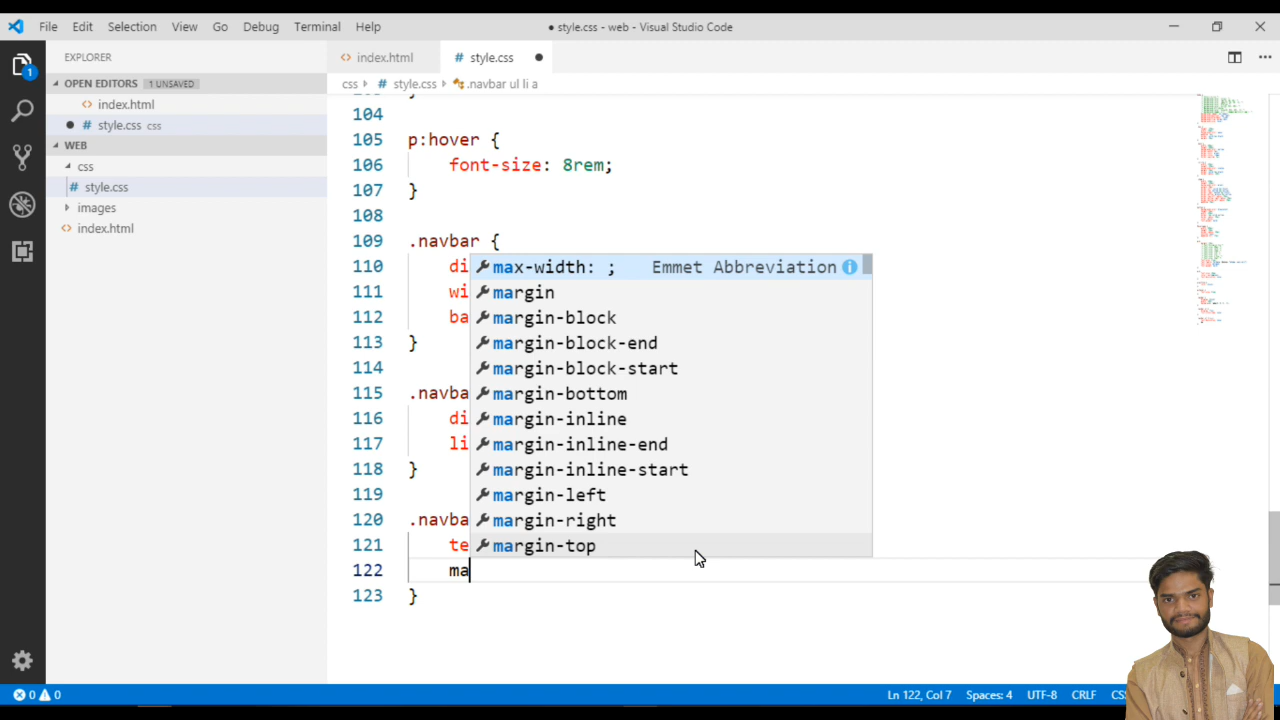 File Edit Selection View Go Debug Terminal Help
● style.css - web - Visual Studio Code
EXPLORER
OPEN EDITORS 1 UNSAVED
index.html
style.css css
WEB
css
style.css
images
index.html
1
index.html style.css
css style.css .navbar ul li a
104
105 p:hover {
106 font-size: 8rem;
107 }
108
109 .navbar {
110 di
111 wi
112 ba
113 }
114
115 .navba
116 di
117 li
118 }
119
120 .navba
121 te
122 ma
123 }
max-width: ; Emmet Abbreviation
margin
margin-block
margin-block-end
margin-block-start
margin-bottom
margin-inline
margin-inline-end
margin-inline-start
margin-left
margin-right
margin-top
0 0 Ln 122, Col 7 Spaces: 4 UTF-8 CRLF